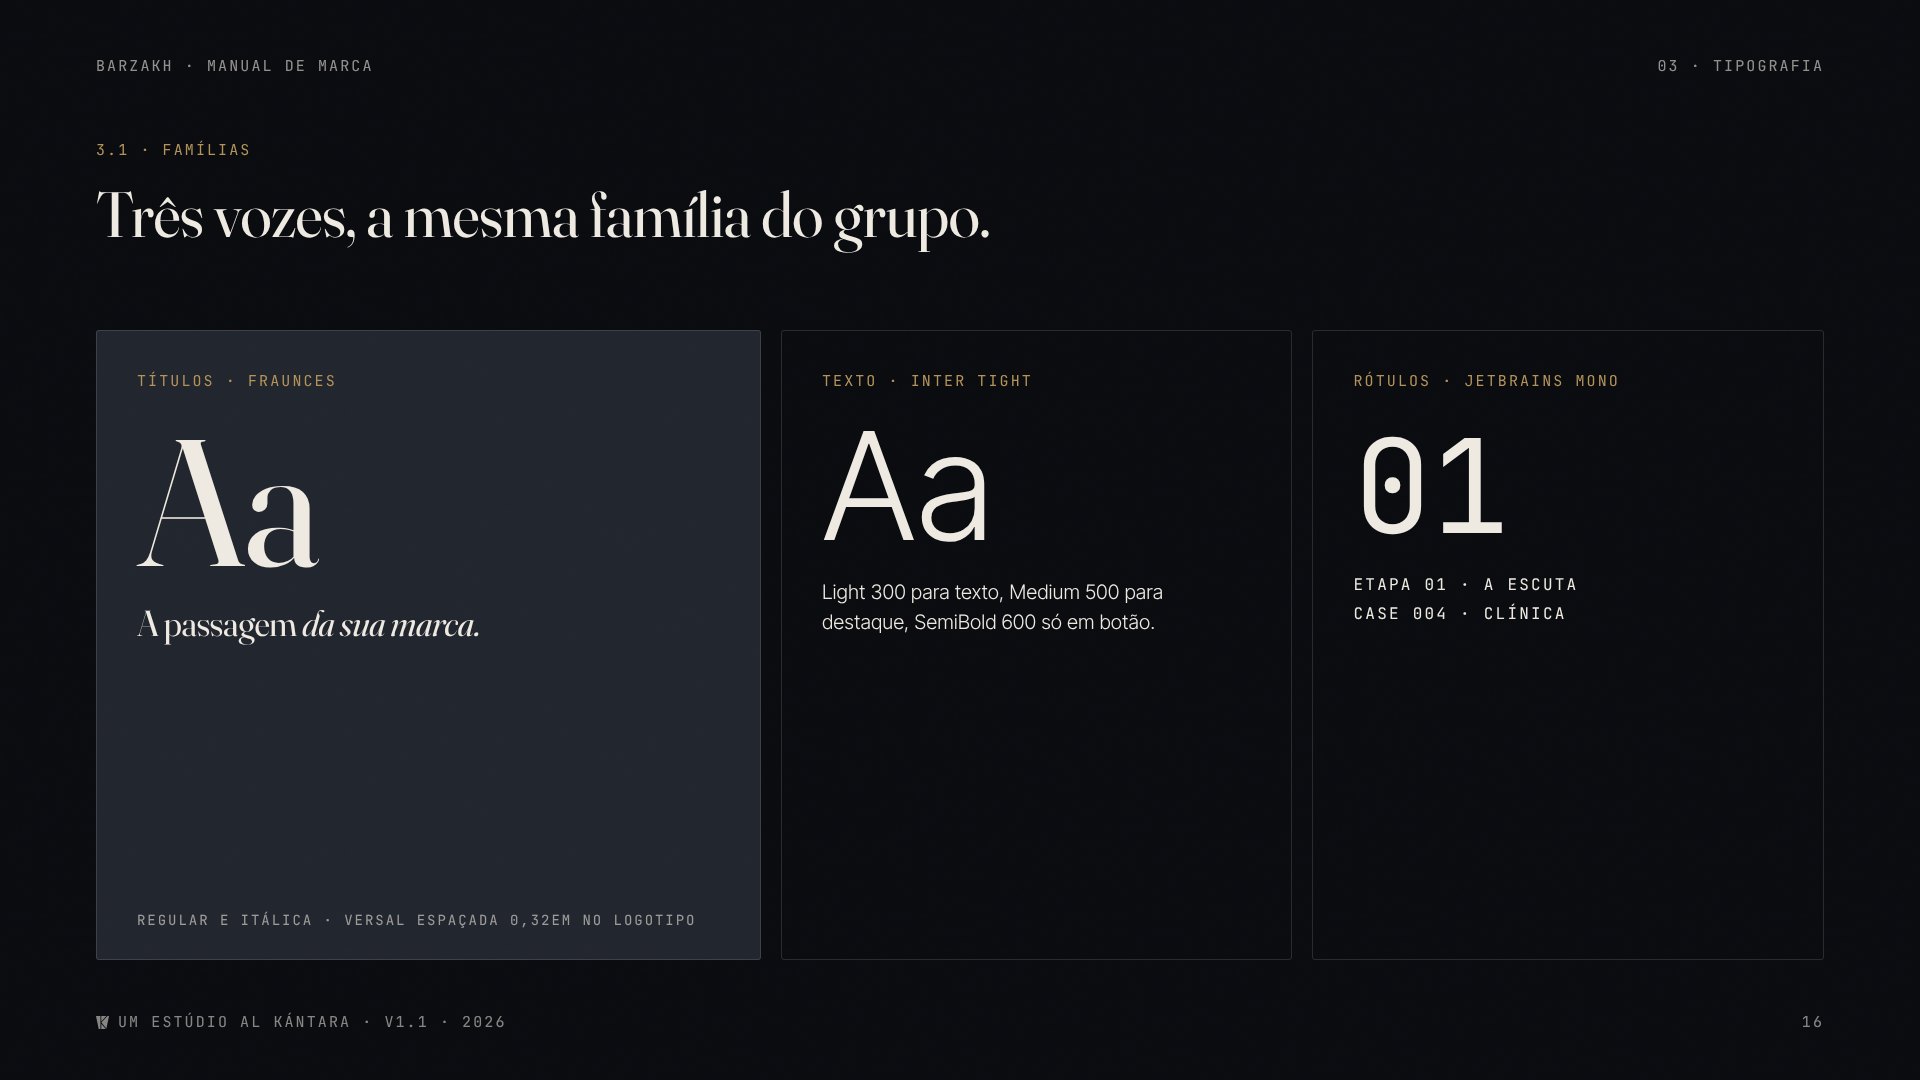 BARZAKH · MANUAL DE MARCA
03 · TIPOGRAFIA
3.1 · FAMÍLIAS
Três vozes, a mesma família do grupo.
TÍTULOS · FRAUNCES
Aa
A passagem da sua marca.
REGULAR E ITÁLICA · VERSAL ESPAÇADA 0,32EM NO LOGOTIPO
TEXTO · INTER TIGHT
Aa
Light 300 para texto, Medium 500 para
destaque, SemiBold 600 só em botão.
RÓTULOS · JETBRAINS MONO
01
ETAPA 01 · A ESCUTA
CASE 004 · CLÍNICA
UM ESTÚDIO AL KÁNTARA · V1.1 · 2026
16